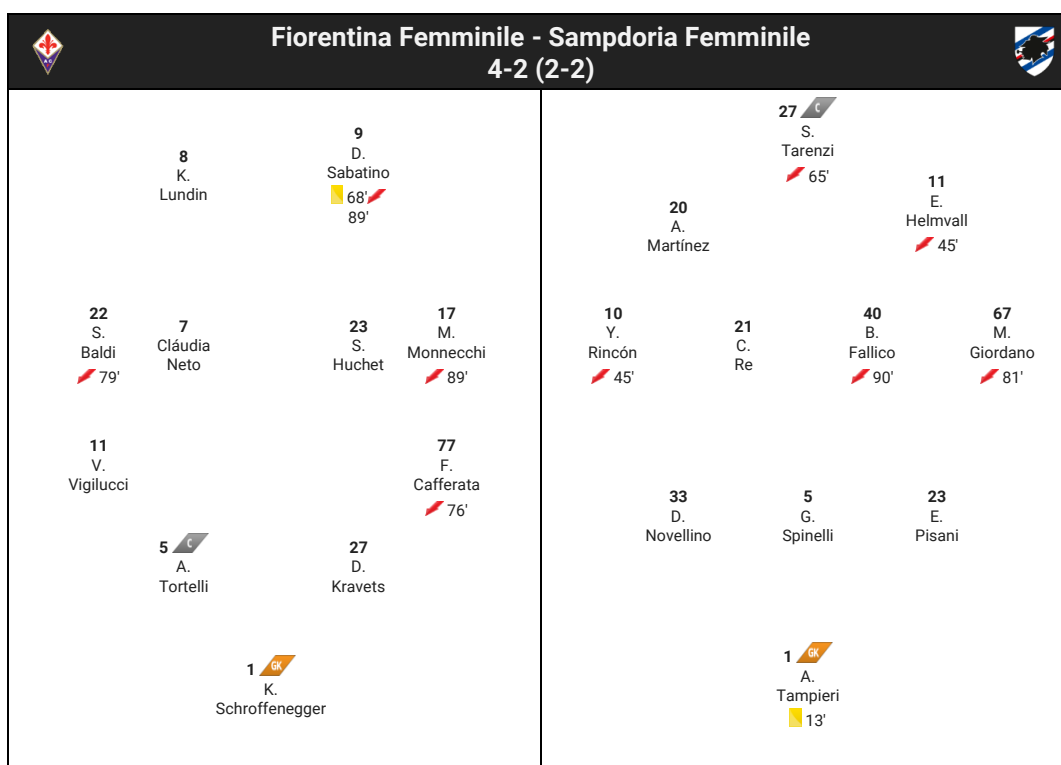 Fiorentina Femminile - Sampdoria Femminile
4-2 (2-2)
8
K.
Lundin
9
D.
Sabatino
68'
89'
22
S.
Baldi
79'
7
Cláudia
Neto
23
S.
Huchet
17
M.
Monnecchi
89'
11
V.
Vigilucci
77
F.
Cafferata
76'
5 C
A.
Tortelli
27
D.
Kravets
1 GK
K.
Schroffenegger
27 C
S.
Tarenzi
65'
20
A.
Martínez
11
E.
Helmvall
45'
10
Y.
Rincón
45'
21
C.
Re
40
B.
Fallico
90'
67
M.
Giordano
81'
33
D.
Novellino
5
G.
Spinelli
23
E.
Pisani
1 GK
A.
Tampieri
13'